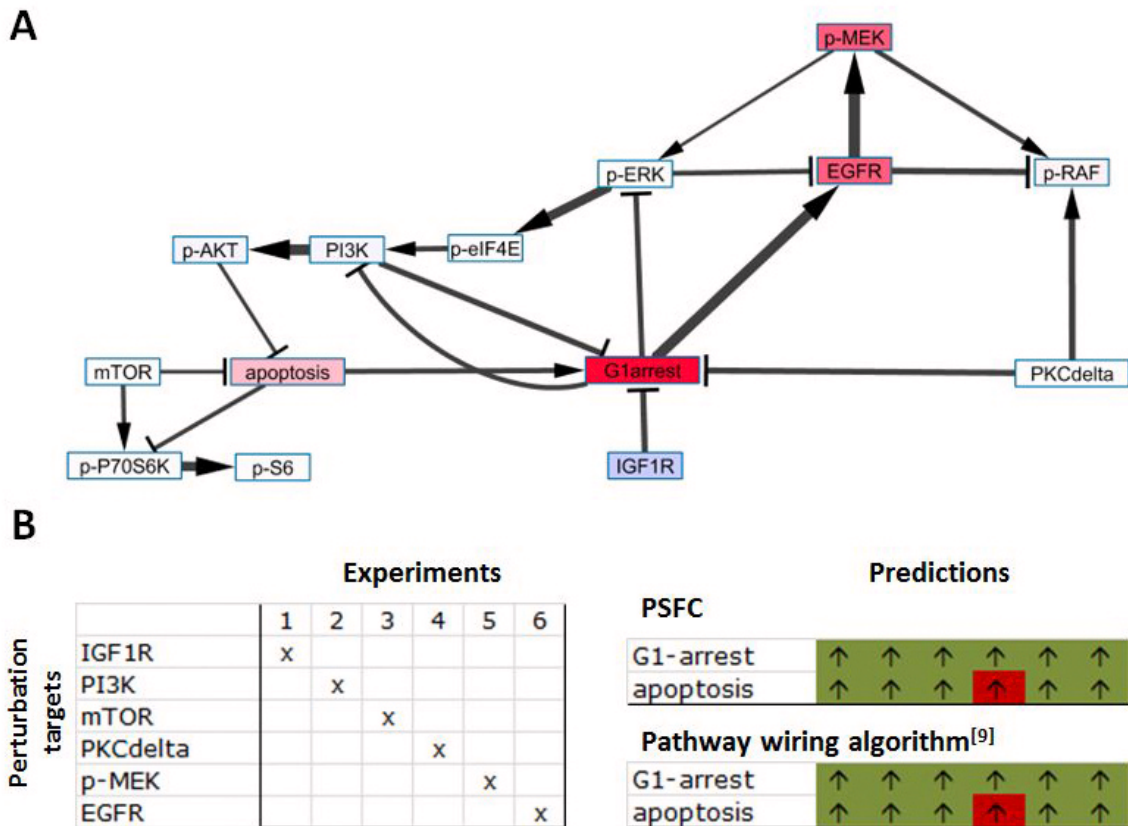 A
p-MEK
p-ERK
EGFR
p-RAF
p-AKT
PI3K
p-eIF4E
mTOR
apoptosis
G1arrest
PKCdelta
p-P70S6K
p-S6
IGF1R
B
Experiments
Predictions
Perturbation
targets
1 2 3 4 5 6
IGF1R x
PI3K x
mTOR x
PKCdelta x
p-MEK x
EGFR x
PSFC
G1-arrest ↑ ↑ ↑ ↑ ↑ ↑
apoptosis ↑ ↑ ↑ ↑ ↑ ↑
Pathway wiring algorithm[9]
G1-arrest ↑ ↑ ↑ ↑ ↑ ↑
apoptosis ↑ ↑ ↑ ↑ ↑ ↑